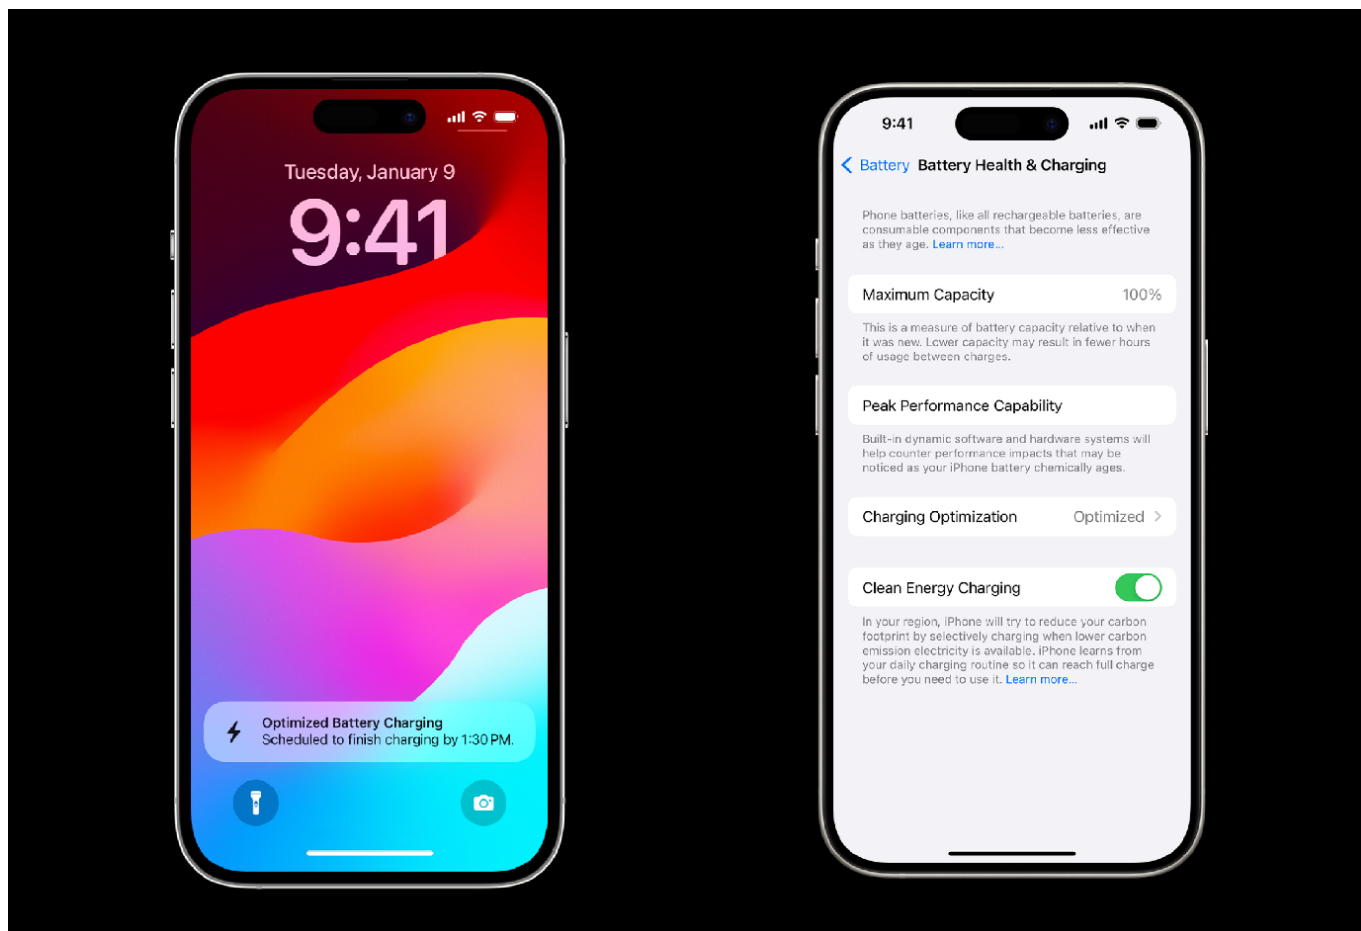 Tuesday, January 9
9:41
Optimized Battery Charging
Scheduled to finish charging by 1:30 PM.
9:41
Battery Battery Health & Charging
Phone batteries, like all rechargeable batteries, are
consumable components that become less effective
as they age. Learn more...
Maximum Capacity 100%
This is a measure of battery capacity relative to when
it was new. Lower capacity may result in fewer hours
of usage between charges.
Peak Performance Capability
Built-in dynamic software and hardware systems will
help counter performance impacts that may be
noticed as your iPhone battery chemically ages.
Charging Optimization Optimized
Clean Energy Charging
In your region, iPhone will try to reduce your carbon
footprint by selectively charging when lower carbon
emission electricity is available. iPhone learns from
your daily charging routine so it can reach full charge
before you need to use it. Learn more...